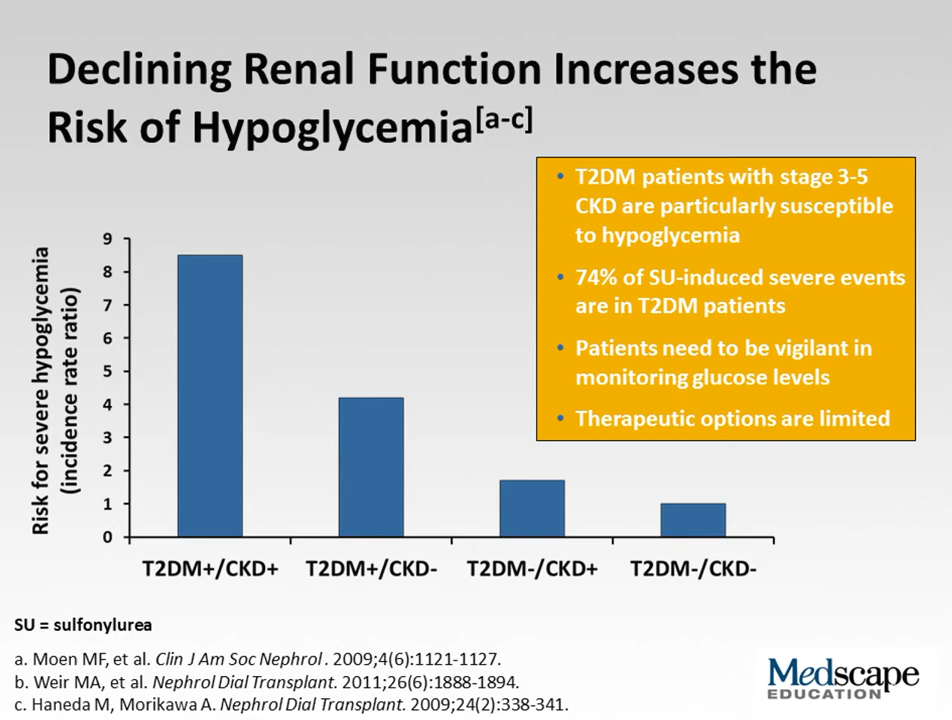 Declining Renal Function Increases the
Risk of Hypoglycemia[a-c]
• T2DM patients with stage 3-5
CKD are particularly susceptible
to hypoglycemia
• 74% of SU-induced severe events
are in T2DM patients
• Patients need to be vigilant in
monitoring glucose levels
• Therapeutic options are limited
Risk for severe hypoglycemia
(incidence rate ratio)
9
8
7
6
5
4
3
2
1
0
T2DM+/CKD+ T2DM+/CKD- T2DM-/CKD+ T2DM-/CKD-
SU = sulfonylurea
a. Moen MF, et al. Clin J Am Soc Nephrol . 2009;4(6):1121-1127.
b. Weir MA, et al. Nephrol Dial Transplant. 2011;26(6):1888-1894.
c. Haneda M, Morikawa A. Nephrol Dial Transplant. 2009;24(2):338-341.
Medscape
EDUCATION